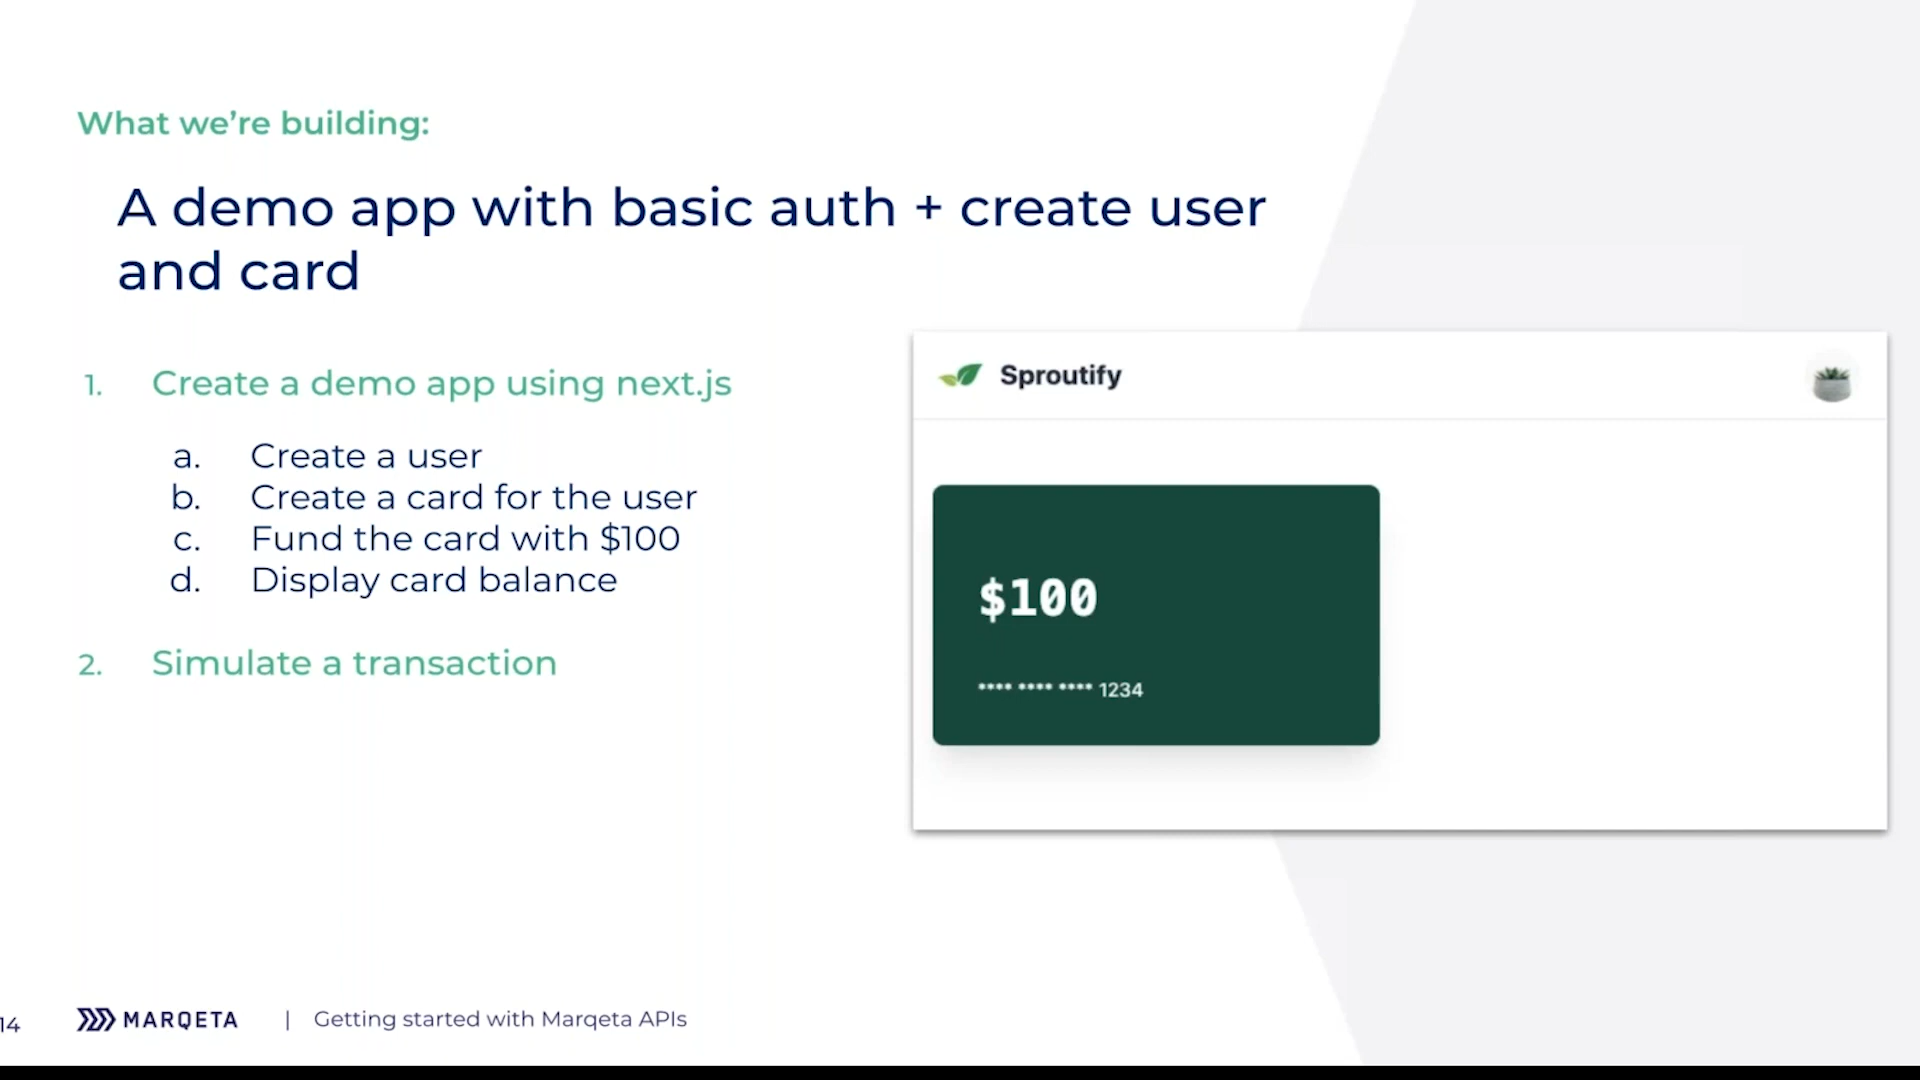 What we're building:
A demo app with basic auth + create user
and card
1. Create a demo app using next.js
a. Create a user
b. Create a card for the user
c. Fund the card with $100
d. Display card balance
2. Simulate a transaction
Sproutify
$100
**** **** **** 1234
14 MARQETA | Getting started with Marqeta APIs